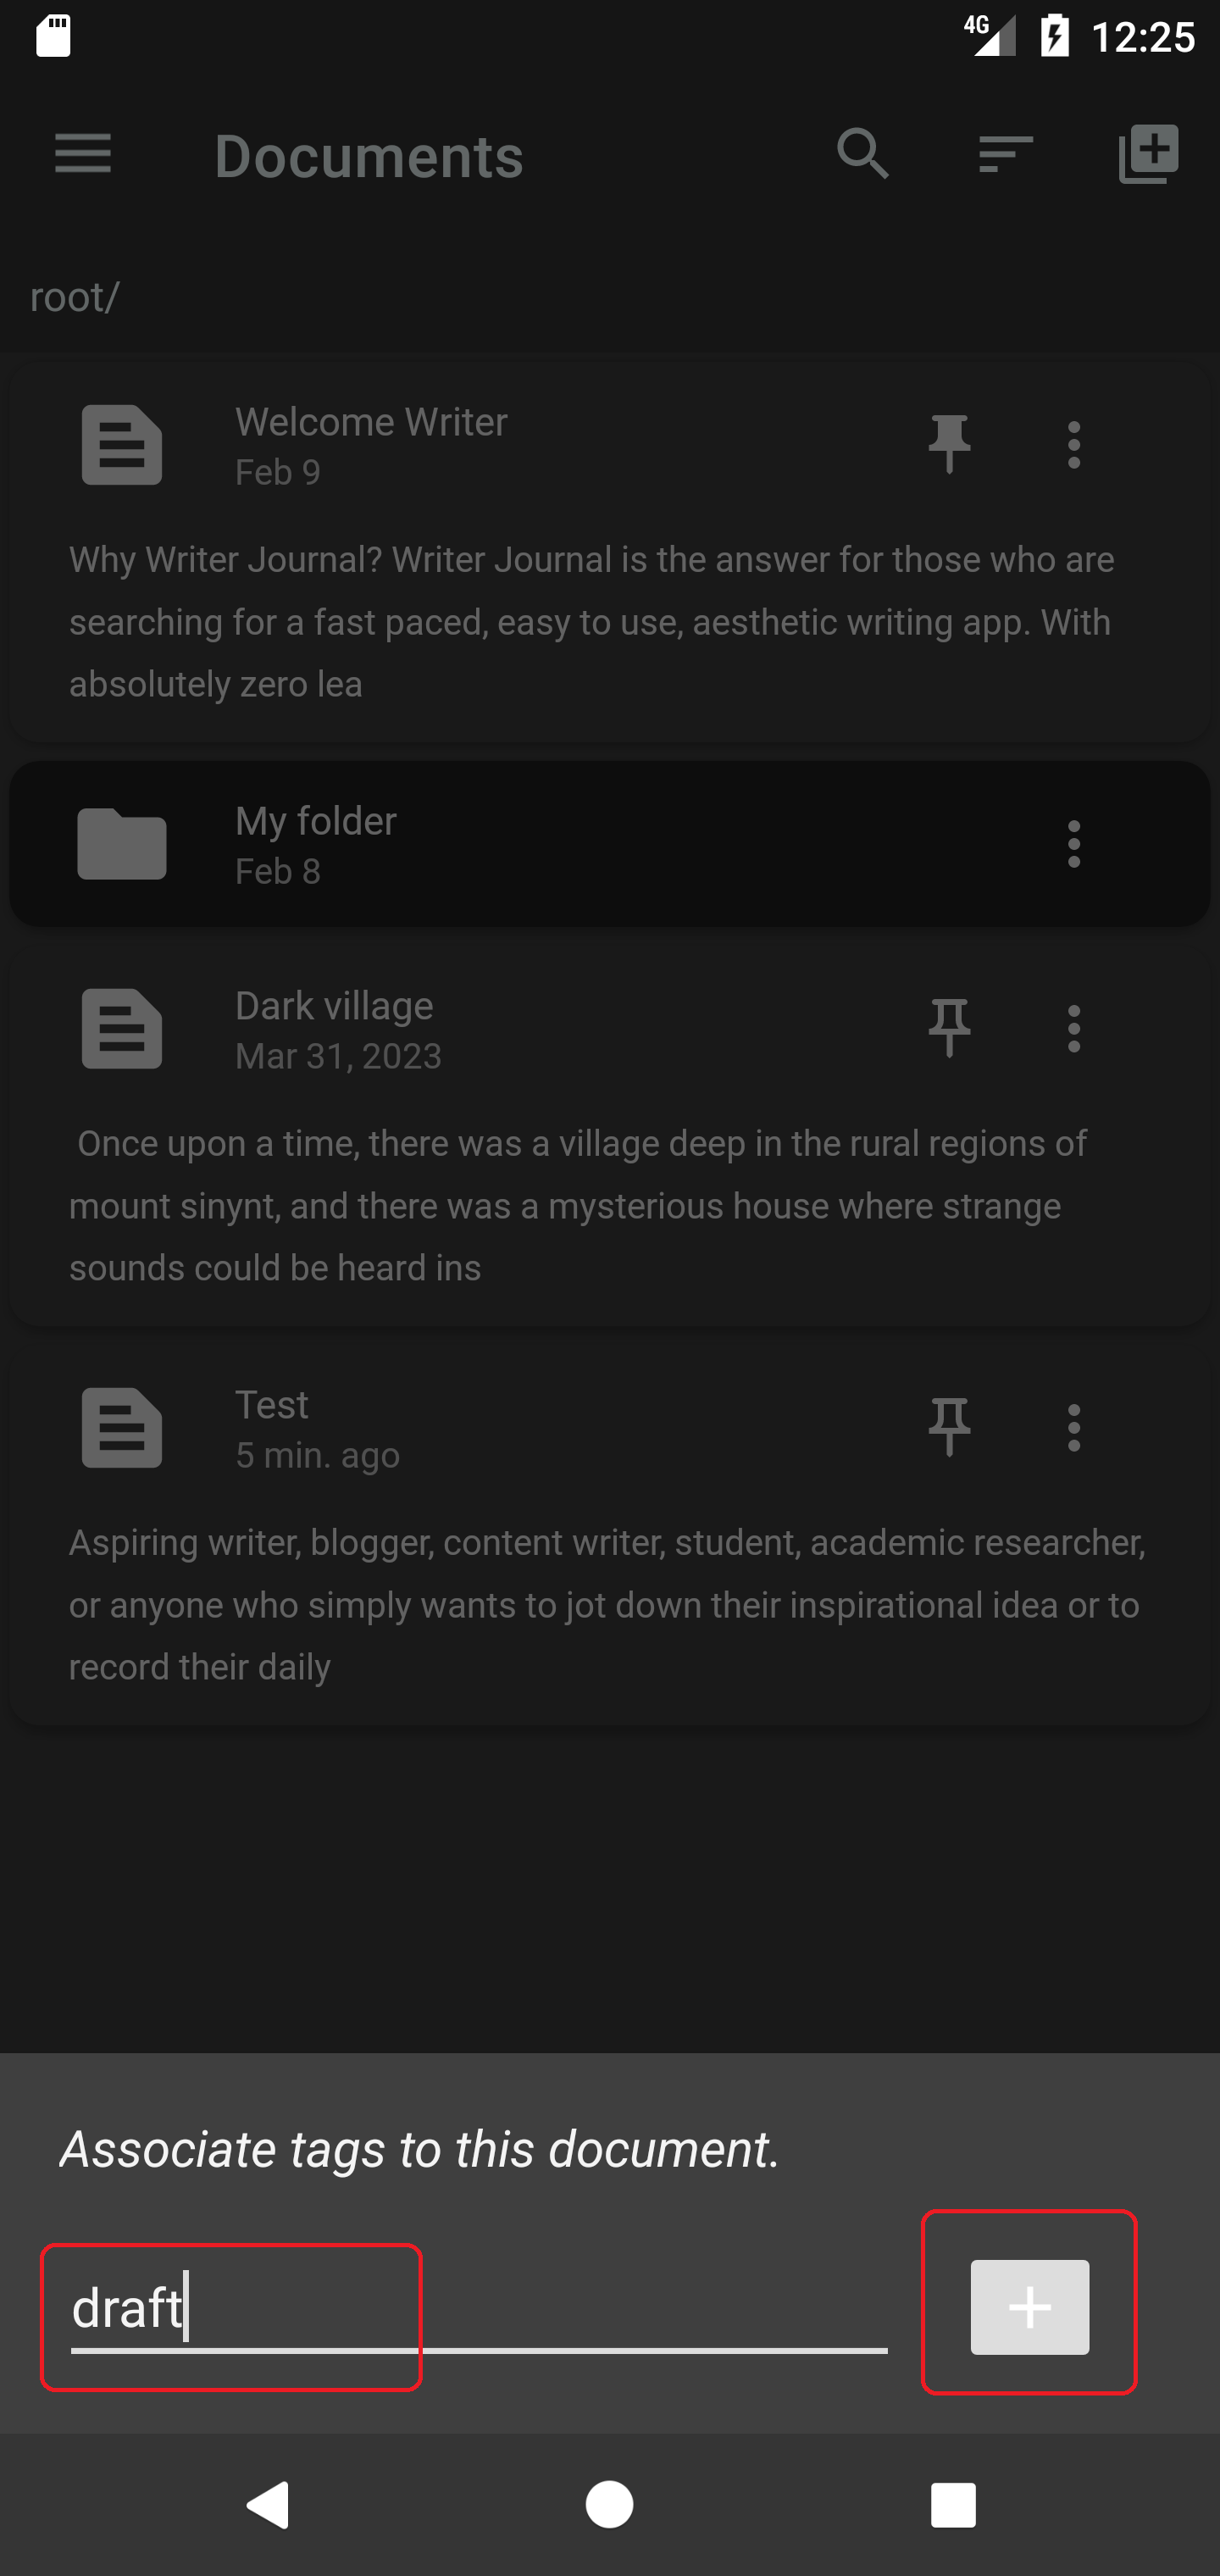 4G 12:25
Documents
root/
Welcome Writer
Feb 9
Why Writer Journal? Writer Journal is the answer for those who are
searching for a fast paced, easy to use, aesthetic writing app. With
absolutely zero lea
My folder
Feb 8
Dark village
Mar 31, 2023
Once upon a time, there was a village deep in the rural regions of
mount sinynt, and there was a mysterious house where strange
sounds could be heard ins
Test
5 min. ago
Aspiring writer, blogger, content writer, student, academic researcher,
or anyone who simply wants to jot down their inspirational idea or to
record their daily
Associate tags to this document.
draft